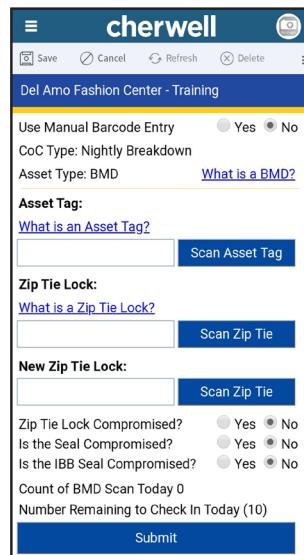 cherwell
Save Cancel Refresh Delete
Del Amo Fashion Center - Training
Use Manual Barcode Entry Yes No
CoC Type: Nightly Breakdown
Asset Type: BMD What is a BMD?
Asset Tag:
What is an Asset Tag?
Scan Asset Tag
Zip Tie Lock:
What is a Zip Tie Lock?
Scan Zip Tie
New Zip Tie Lock:
Scan Zip Tie
Zip Tie Lock Compromised? Yes No
Is the Seal Compromised? Yes No
Is the IBB Seal Compromised? Yes No
Count of BMD Scan Today 0
Number Remaining to Check In Today (10)
Submit